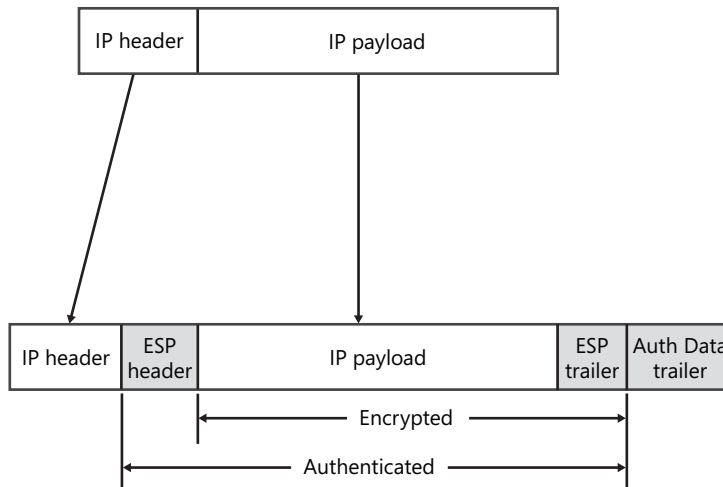 IP header
IP payload
IP header
ESP
header
IP payload
ESP
trailer
Auth Data
trailer
Encrypted
Authenticated